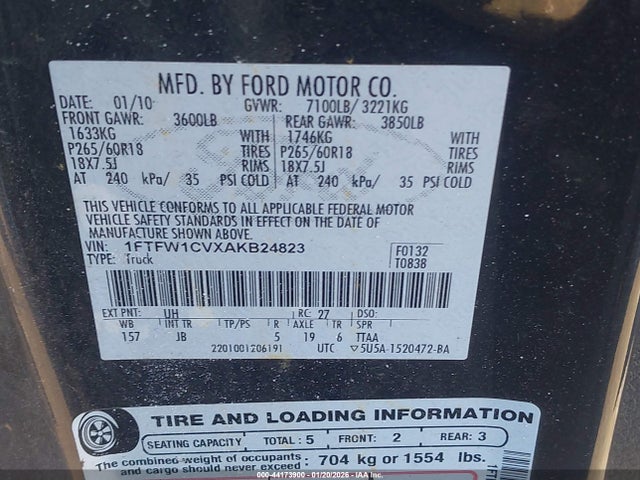 MFD. BY FORD MOTOR CO.
DATE: 01/10 GVWR: 7100LB/ 3221KG
FRONT GAWR: 3600LB REAR GAWR: 3850LB
1633KG WITH 1746KG WITH
P265/60R18 TIRES P265/60R18 TIRES
18X7.5J RIMS 18X7.5J RIMS
AT 240 kPa/ 35 PSI COLD AT 240 kPa/ 35 PSI COLD
THIS VEHICLE CONFORMS TO ALL APPLICABLE FEDERAL MOTOR
VEHICLE SAFETY STANDARDS IN EFFECT ON THE DATE OF
MANUFACTURE SHOWN ABOVE.
VIN: 1FTFW1CVXAKB24823 F0132
TYPE: Truck T0838
EXT PNT: UH RC: 27 DSO:
WB INT TR TP/PS R AXLE TR SPR
157 JB 5 19 6 TTAA
2201001206191 UTC ▽5U5A-1520472-BA
TIRE AND LOADING INFORMATION
SEATING CAPACITY TOTAL : 5 FRONT: 2 REAR: 3
The combined weight of occupants
and cargo should never exceed: 704 kg or 1554 lbs.
IAA - 44173900 - 01/20/2026 - IAA